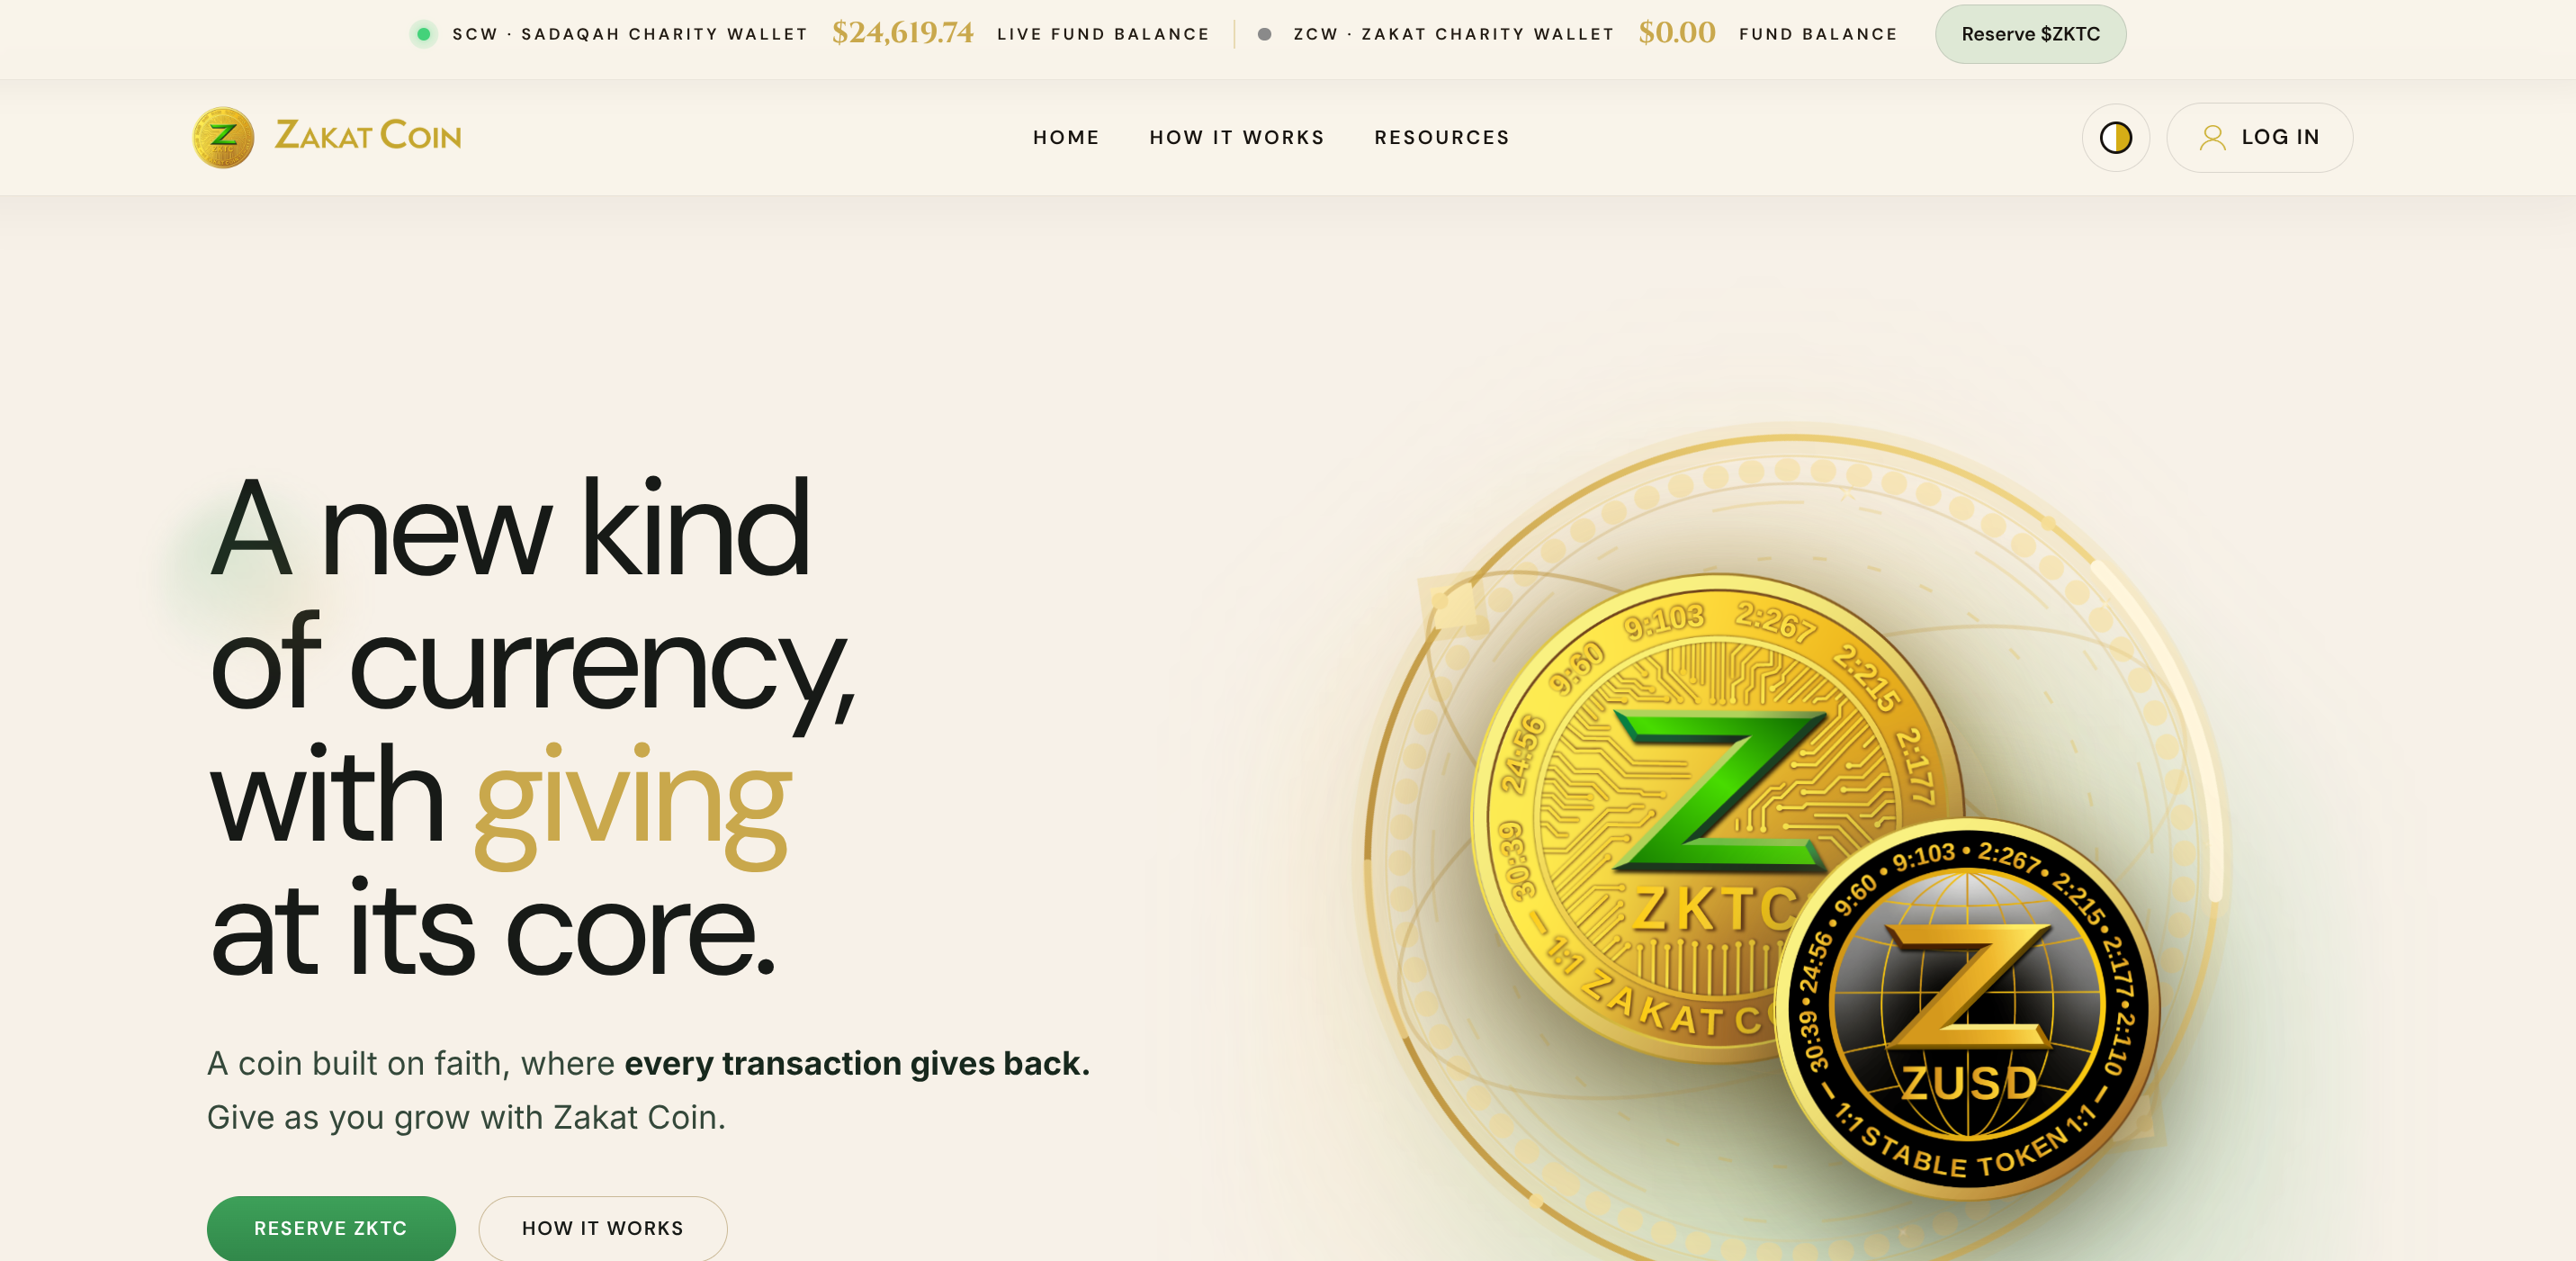 SCW · SADAQAH CHARITY WALLET $24,619.74 LIVE FUND BALANCE ZCW · ZAKAT CHARITY WALLET $0.00 FUND BALANCE Reserve $ZKTC
ZKTC
ZAKAT COIN HOME HOW IT WORKS RESOURCES LOG IN
A new kind
of currency,
with giving
at its core.
A coin built on faith, where every transaction gives back.
Give as you grow with Zakat Coin.
RESERVE ZKTC HOW IT WORKS
30:39 24:56 9:60 9:103 2:267 2:215 2:177
Z
ZKTC
— 1:1 ZAKAT C
30:39 • 24:56 • 9:60 • 9:103 • 2:267 • 2:215 • 2:177 • 2:110
Z
ZUSD
— 1:1 STABLE TOKEN 1:1 —